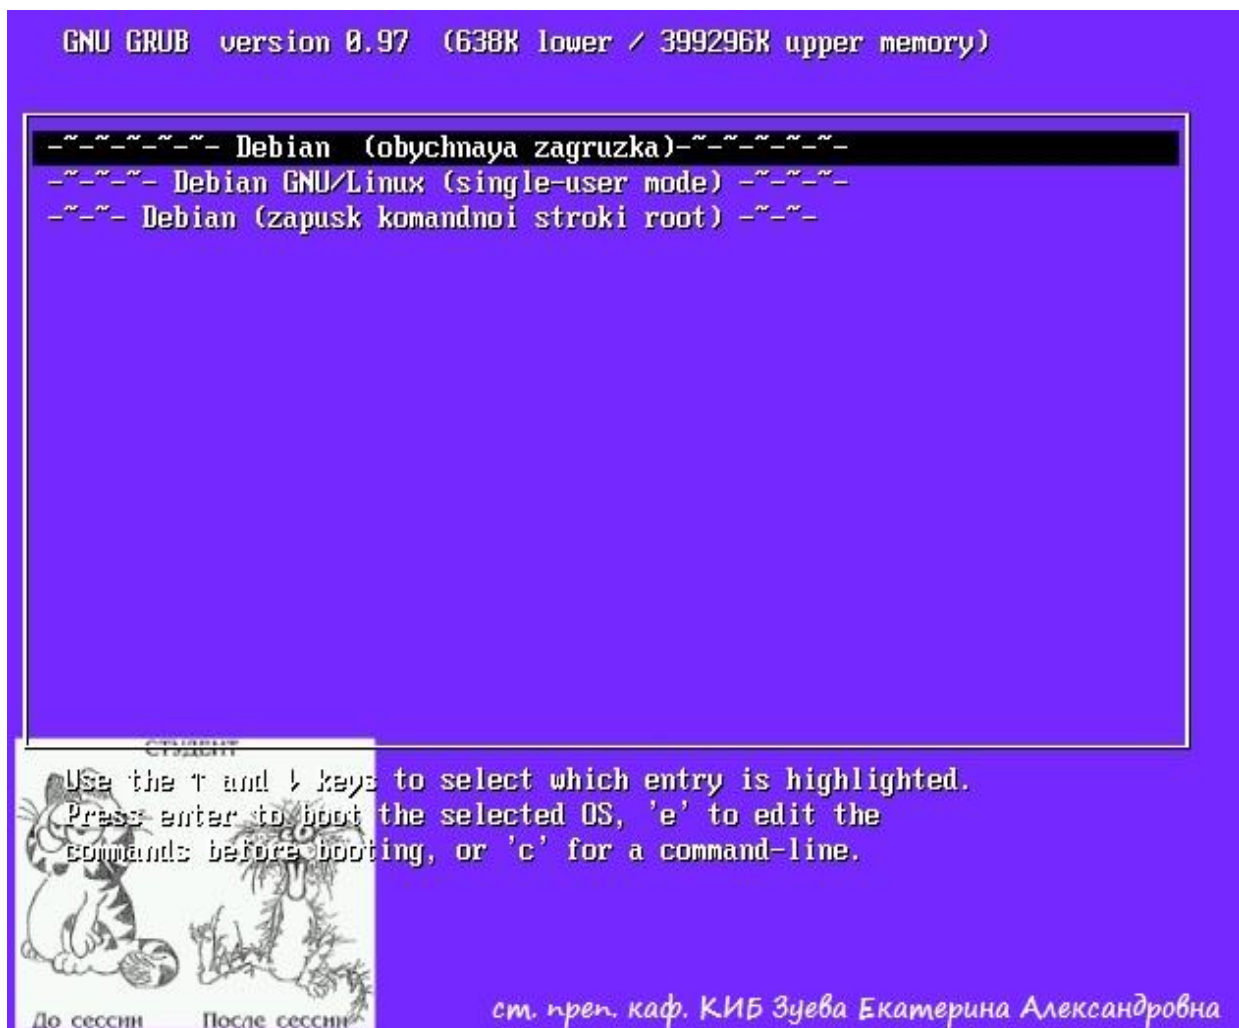 GNU GRUB  version 0.97  (638K lower / 399296K upper memory)
-~-~-~-~-~- Debian  (obychnaya zagruzka)-~-~-~-~-~-
-~-~-~- Debian GNU/Linux (single-user mode) -~-~-~-
-~-~- Debian (zapusk komandnoi stroki root) -~-~-
СТУДЕНТ
Use the ↑ and ↓ keys to select which entry is highlighted.
Press enter to boot the selected OS, 'e' to edit the
commands before booting, or 'c' for a command-line.
До сессии
После сессии
ст. преп. каф. КИБ Зуева Екатерина Александровна